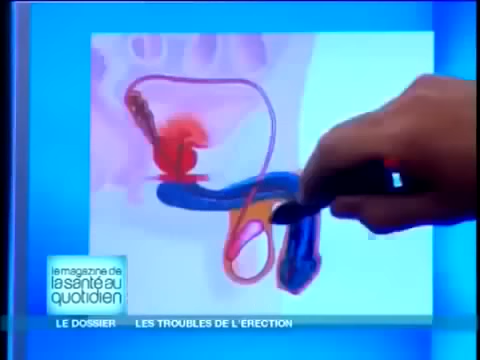 le magazine de
la santé au
quotidien
LE DOSSIER LES TROUBLES DE L'ÉRECTION